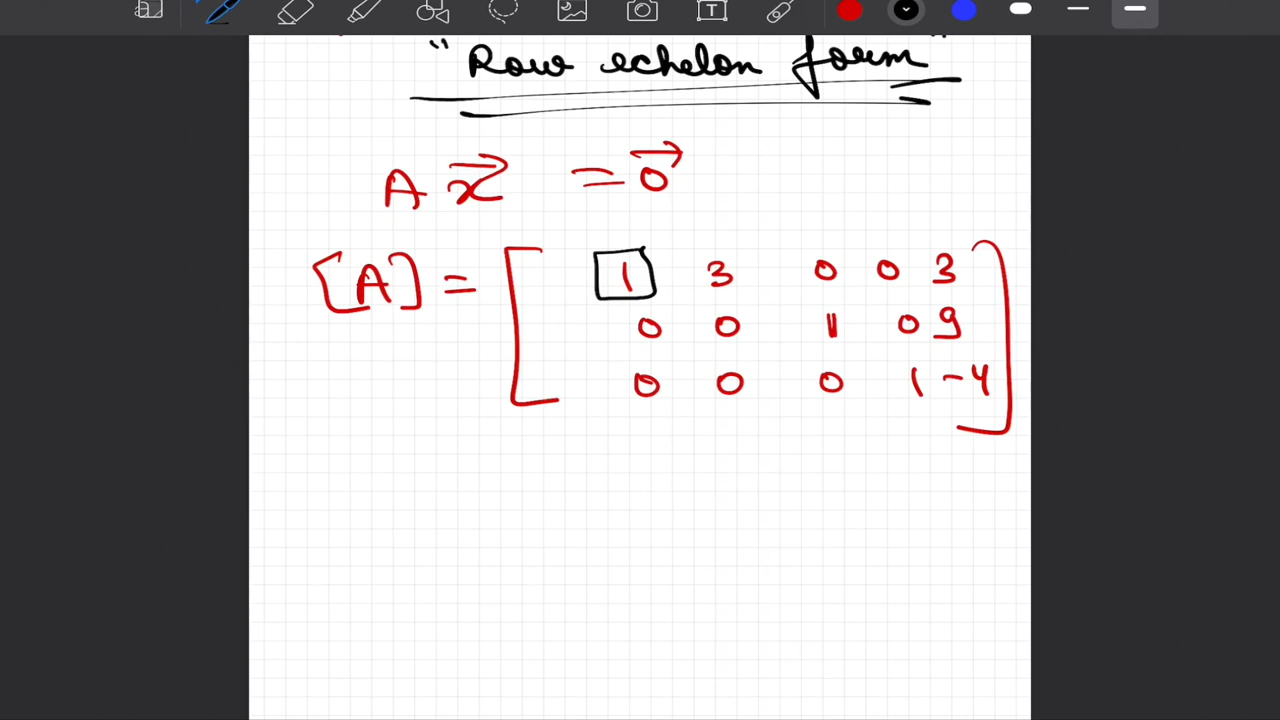 "Row echelon form"
A x⃗ = 0⃗
[A] = [ 1 3 0 0 3
0 0 1 0 9
0 0 0 1 -4 ]